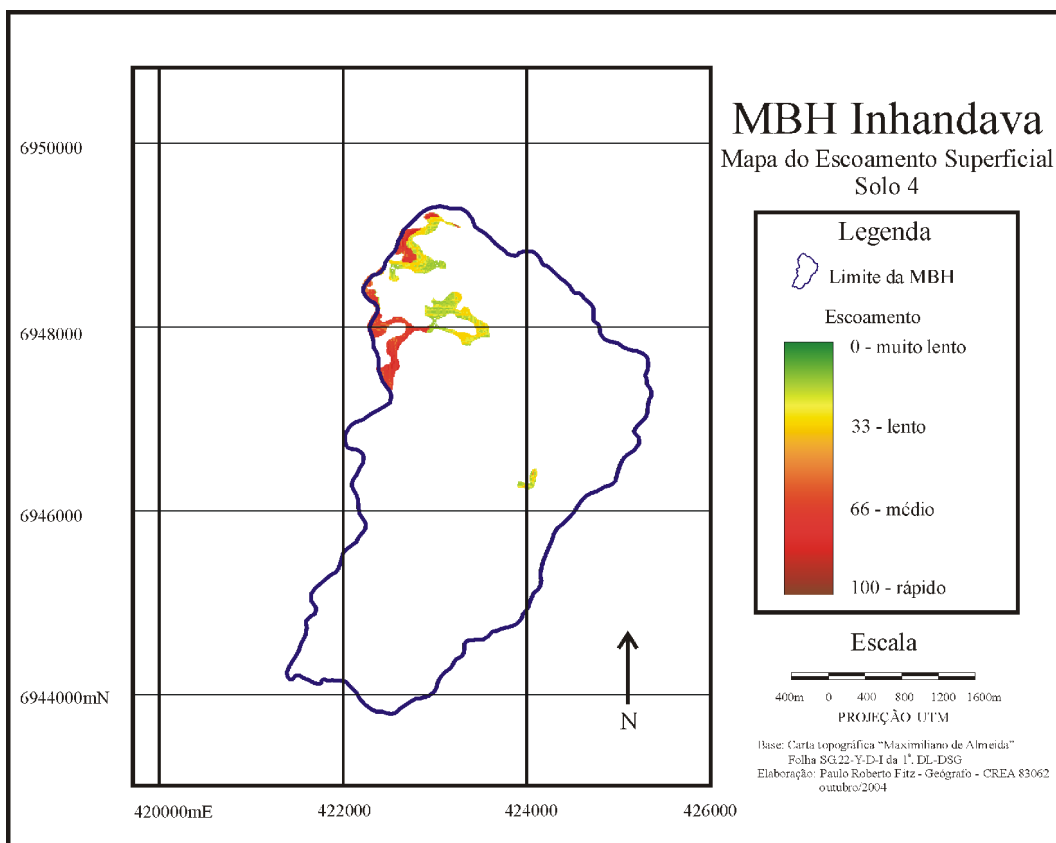 MBH Inhandava
Mapa do Escoamento Superficial
Solo 4
Legenda
Limite da MBH
Escoamento
0 - muito lento
33 - lento
66 - médio
100 - rápido
Escala
400m 0 400 800 1200 1600m
PROJEÇÃO UTM
Base: Carta topográfica “Maximiliano de Almeida”
Folha SG.22-Y-D-I da 1ª. DL-DSG
Elaboração: Paulo Roberto Fitz - Geógrafo - CREA 83062
outubro/2004
6950000
6948000
6946000
6944000mN
420000mE 422000 424000 426000
N